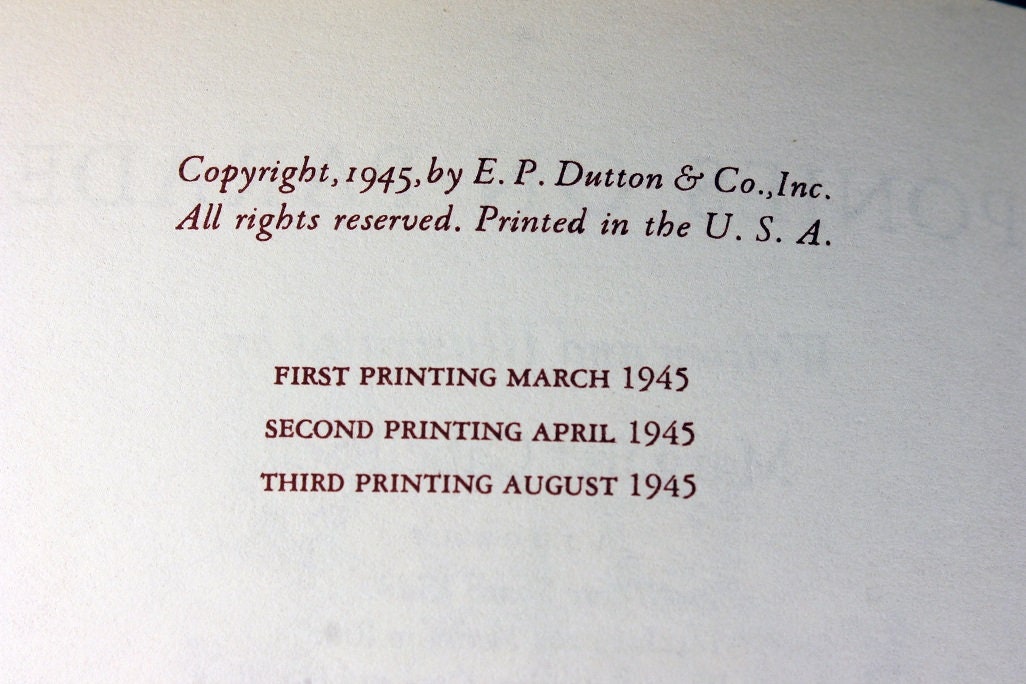 Copyright, 1945, by E. P. Dutton & Co., Inc.
All rights reserved. Printed in the U. S. A.
FIRST PRINTING MARCH 1945
SECOND PRINTING APRIL 1945
THIRD PRINTING AUGUST 1945